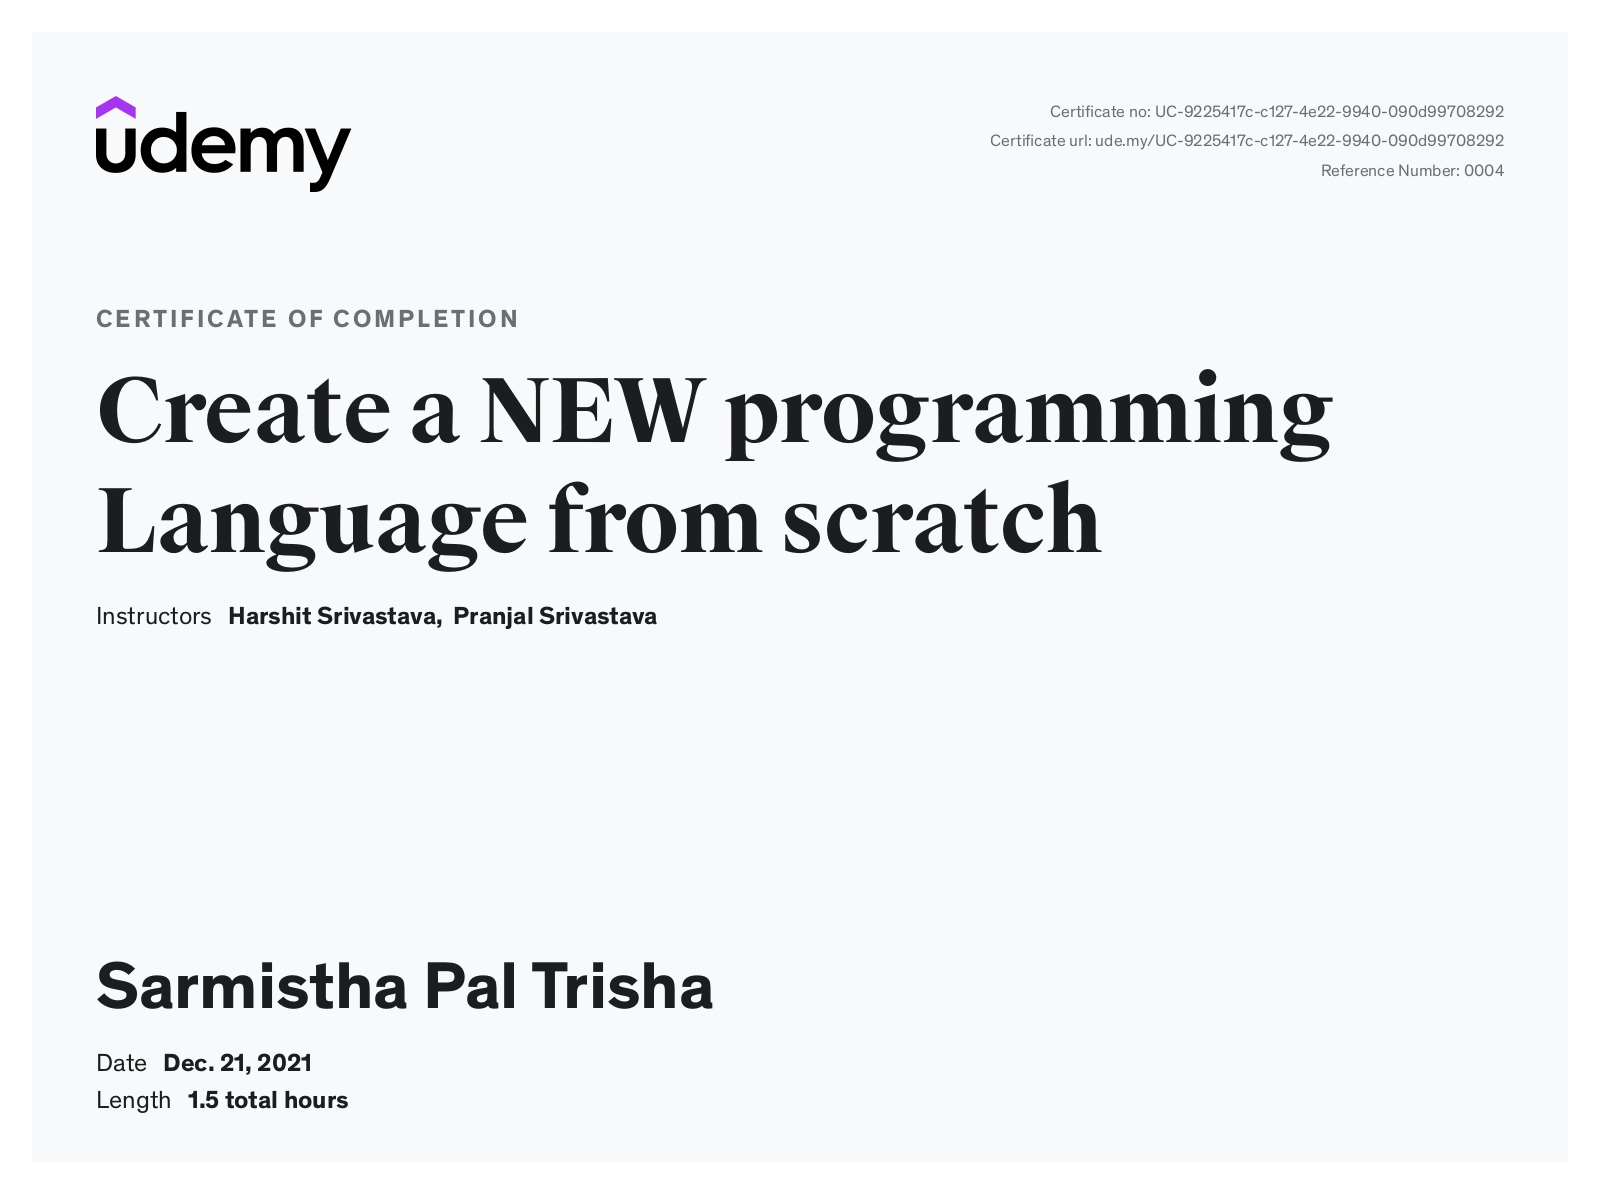 udemy
Certificate no: UC-9225417c-c127-4e22-9940-090d99708292
Certificate url: ude.my/UC-9225417c-c127-4e22-9940-090d99708292
Reference Number: 0004
CERTIFICATE OF COMPLETION
Create a NEW programming
Language from scratch
Instructors Harshit Srivastava, Pranjal Srivastava
Sarmistha Pal Trisha
Date Dec. 21, 2021
Length 1.5 total hours